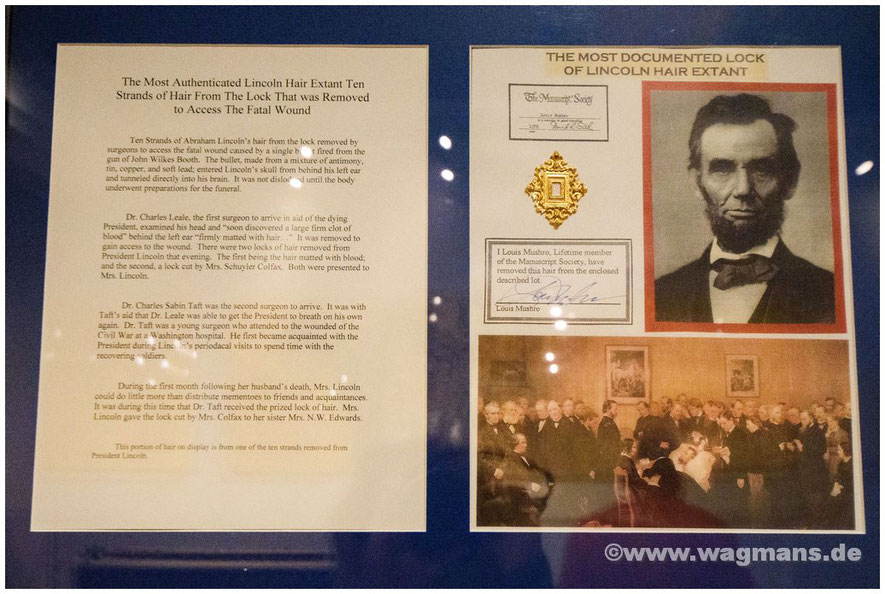 The Most Authenticated Lincoln Hair Extant Ten
Strands of Hair From The Lock That was Removed
to Access The Fatal Wound
Ten Strands of Abraham Lincoln's hair from the lock removed by
surgeons to access the fatal wound caused by a single bullet fired from the
gun of John Wilkes Booth. The bullet, made from a mixture of antimony,
tin, copper, and soft lead; entered Lincoln's skull from behind his left ear
and tunneled directly into his brain. It was not dislodged until the body
underwent preparations for the funeral.
Dr. Charles Leale, the first surgeon to arrive in aid of the dying
President, examined his head and "soon discovered a large firm clot of
blood" behind the left ear "firmly matted with hair…" It was removed to
gain access to the wound. There were two locks of hair removed from
President Lincoln that evening. The first being the hair matted with blood;
and the second, a lock cut by Mrs. Schuyler Colfax. Both were presented to
Mrs. Lincoln.
Dr. Charles Sabin Taft was the second surgeon to arrive. It was with
Taft's aid that Dr. Leale was able to get the President to breath on his own
again. Dr. Taft was a young surgeon who attended to the wounded of the
Civil War at a Washington hospital. He first became acquainted with the
President during Lincoln's periodacal visits to spend time with the
recovering soldiers.
During the first month following her husband's death, Mrs. Lincoln
could do little more than distribute mementoes to friends and acquaintances.
It was during this time that Dr. Taft received the prized lock of hair. Mrs.
Lincoln gave the lock cut by Mrs. Colfax to her sister Mrs. N.W. Edwards.
This portion of hair on display is from one of the ten strands removed from
President Lincoln.
THE MOST DOCUMENTED LOCK
OF LINCOLN HAIR EXTANT
The Manuscript Society
LIFE
I Louis Mushro, Lifetime member
of the Manuscript Society, have
removed this hair from the enclosed
described lot.
Louis Mushro
©www.wagmans.de